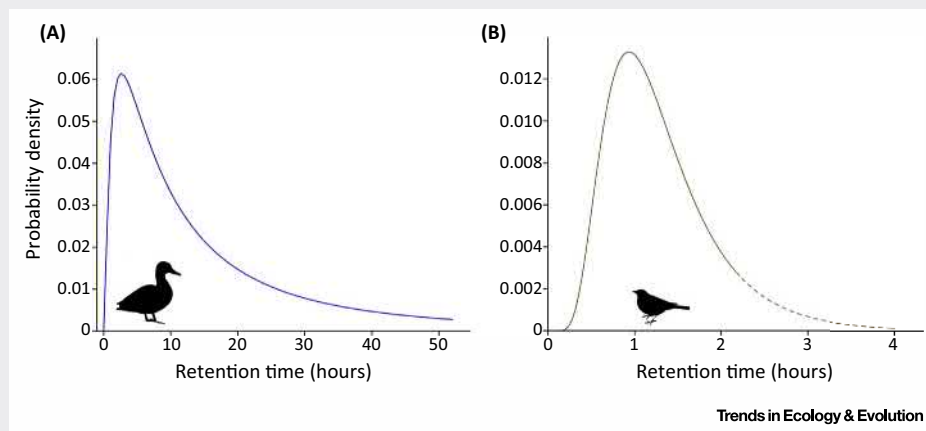 (A)
Probability density
0.06
0.05
0.04
0.03
0.02
0.01
0
0 10 20 30 40 50
Retention time (hours)
(B)
0.012
0.010
0.008
0.006
0.004
0.002
0
0 1 2 3 4
Retention time (hours)
Trends in Ecology & Evolution